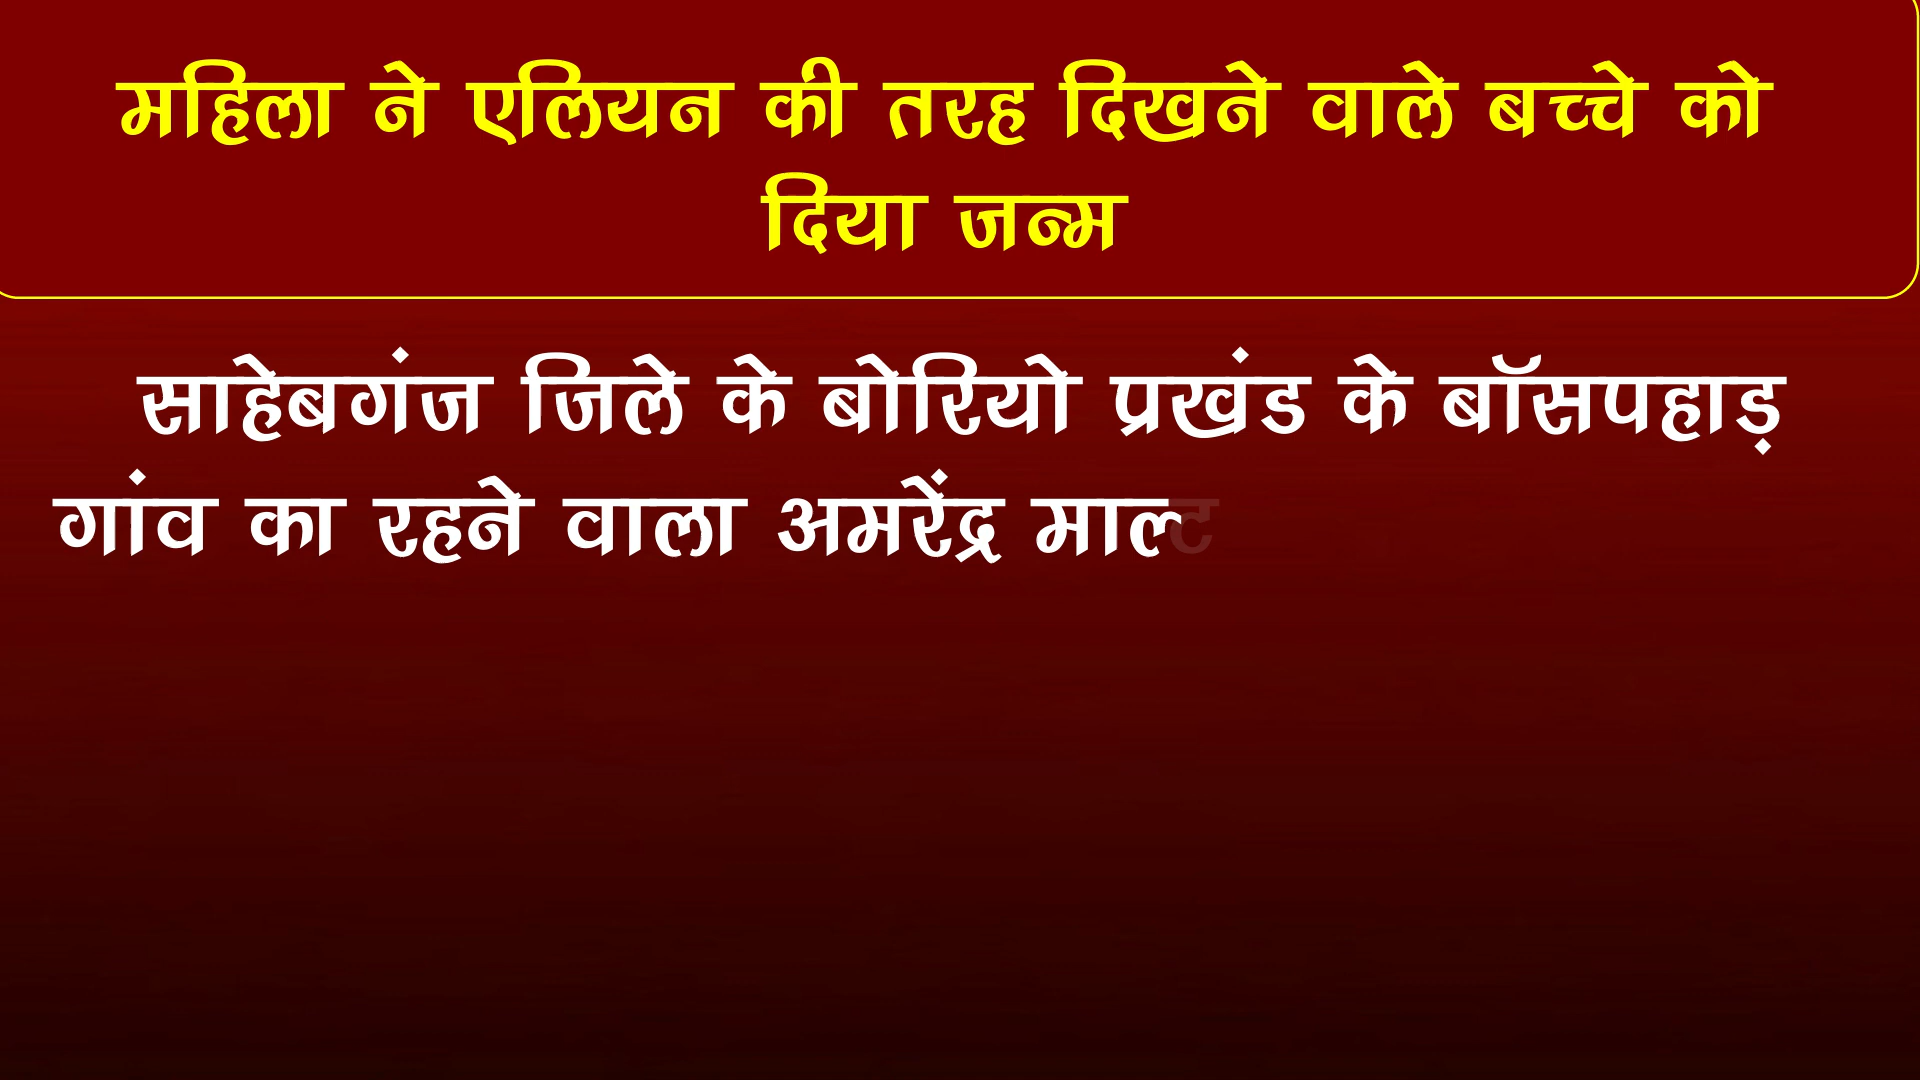 महिला ने एलियन की तरह दिखने वाले बच्चे को
दिया जन्म
साहेबगंज जिले के बोरियो प्रखंड के बॉसपहाड़
गांव का रहने वाला अमरेंद्र माल्ट